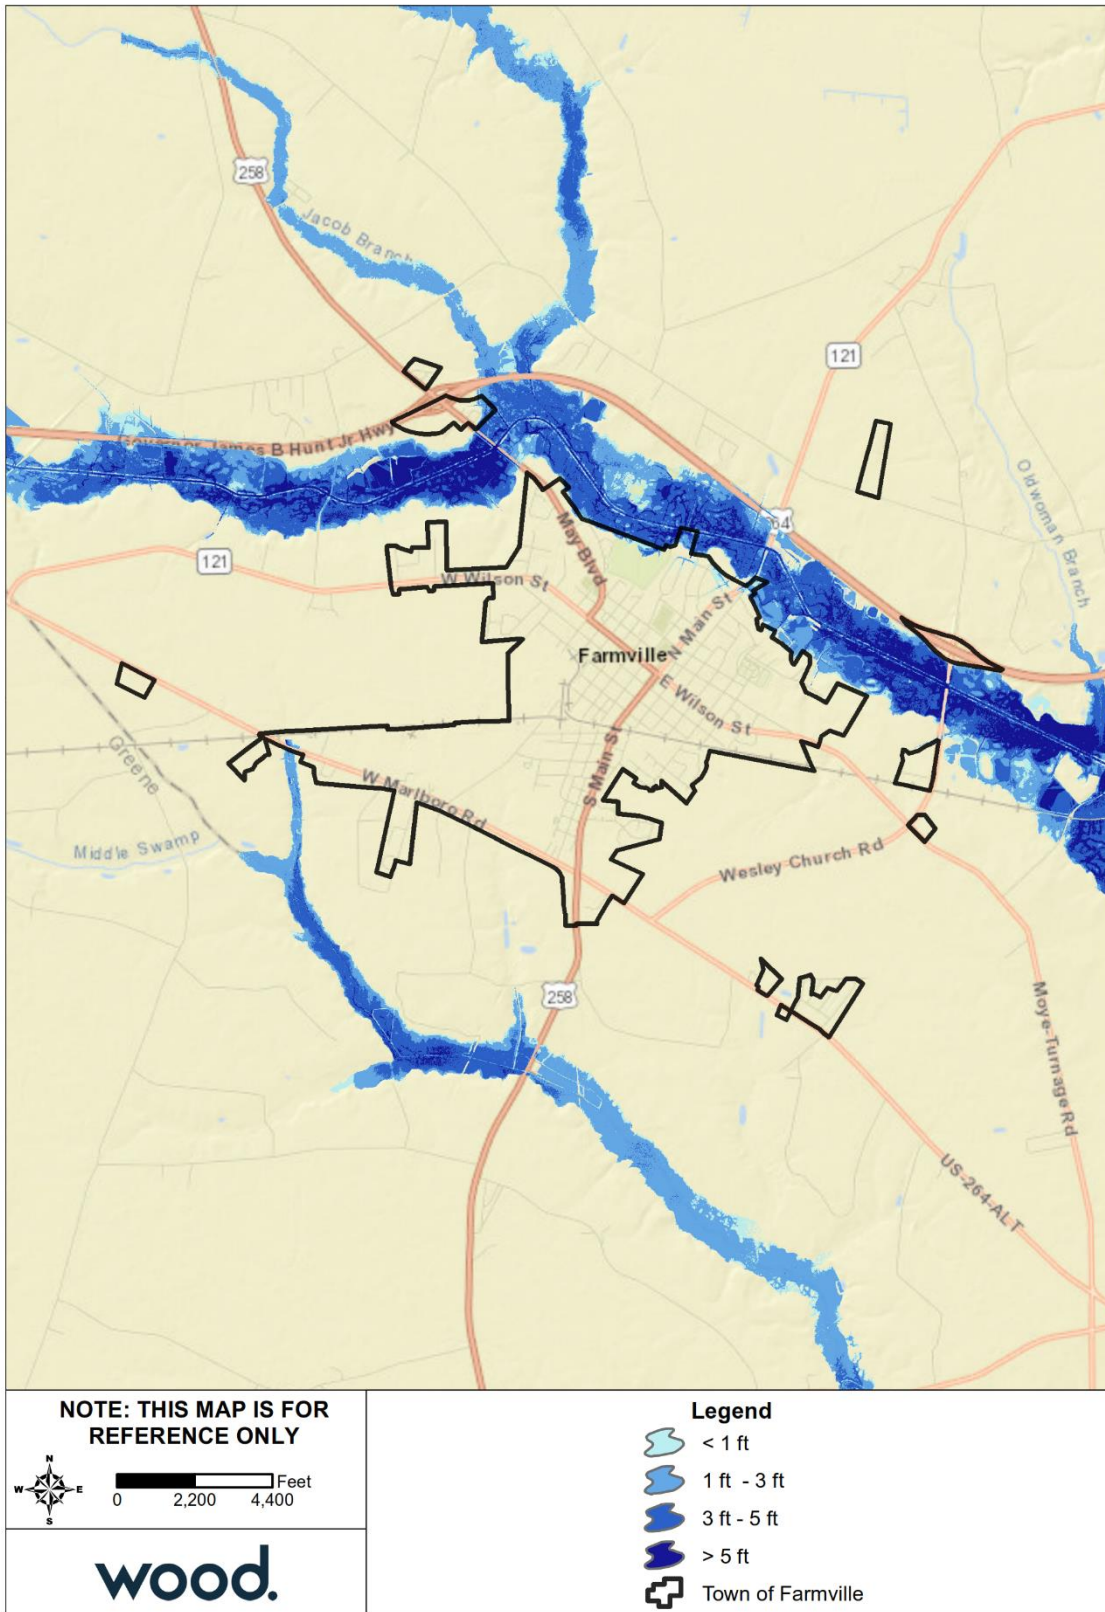 258
Jacob Branch
121
Governor James B Hunt Jr Hwy
Oldwoman Branch
64
121
May Blvd
W Wilson St
N Main St
Farmville
E Wilson St
Greene
S Main St
W Marlboro Rd
Middle Swamp
Wesley Church Rd
258
Moye-Turnage Rd
US-264-ALT
NOTE: THIS MAP IS FOR
REFERENCE ONLY
N
W E
S
Feet
0 2,200 4,400
wood.
Legend
< 1 ft
1 ft - 3 ft
3 ft - 5 ft
> 5 ft
Town of Farmville